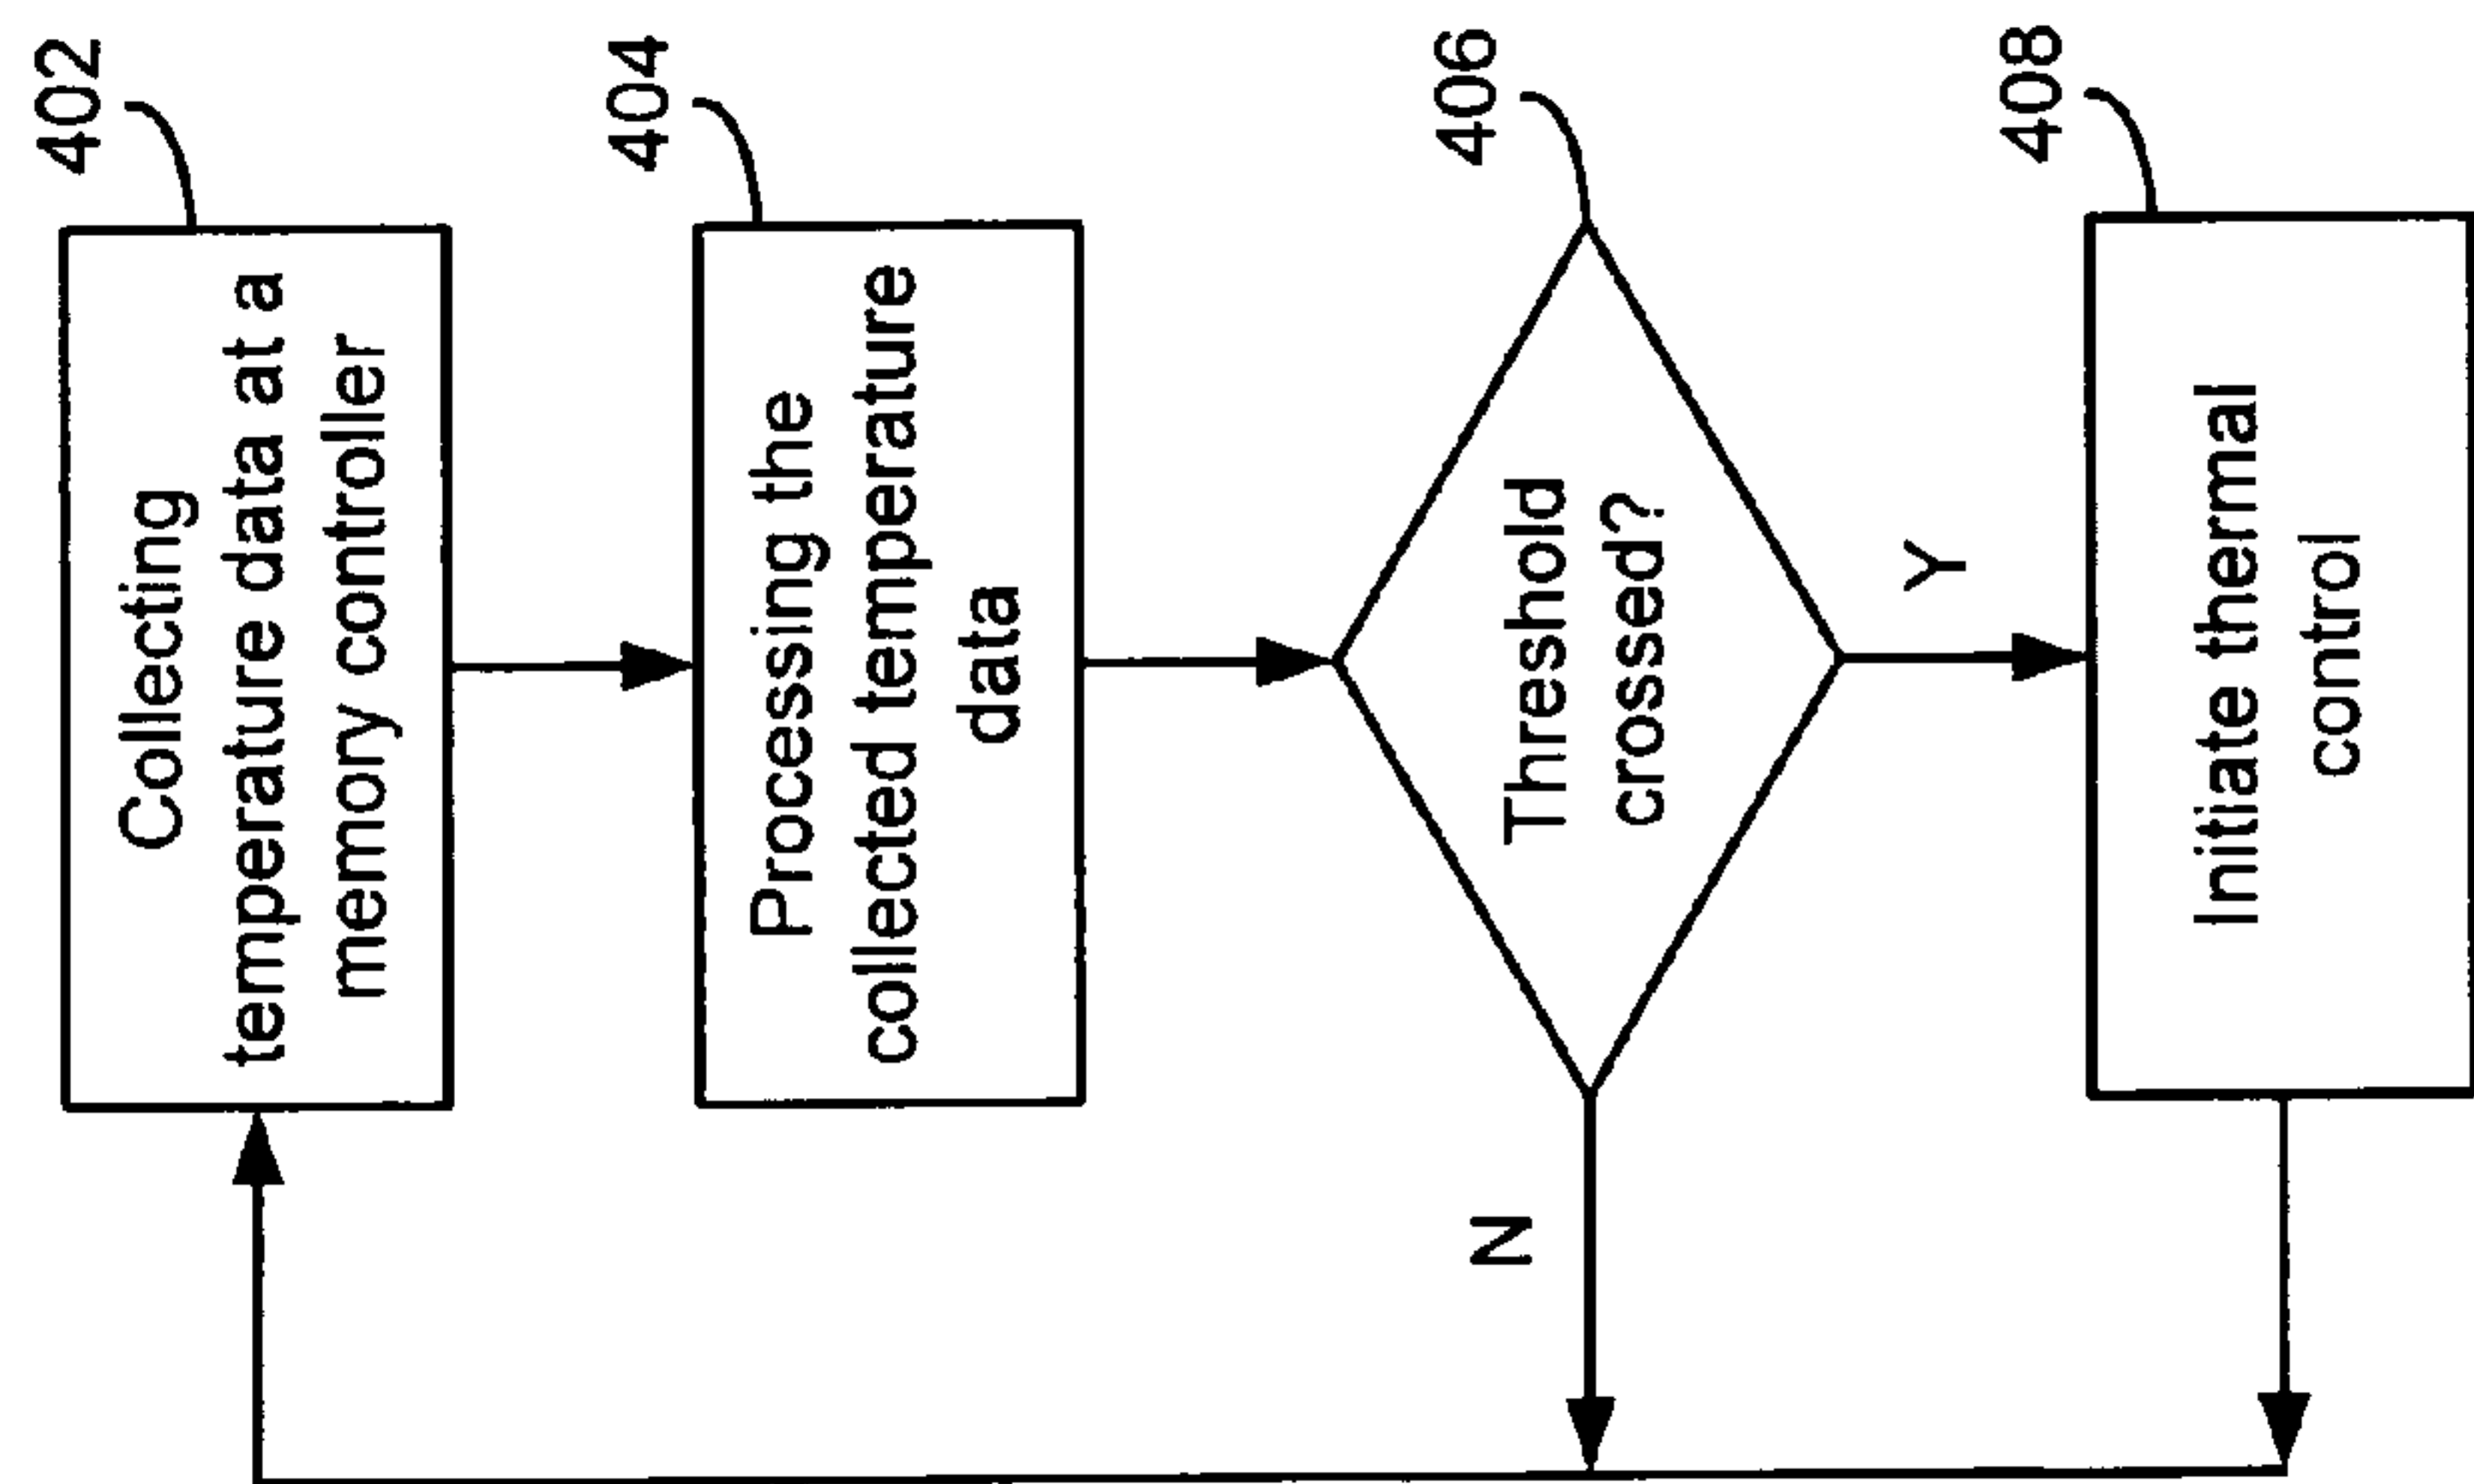 402
Collecting
temperature data at a
memory controller
404
Processing the
collected temperature
data
406
Threshold
crossed?
N
Y
408
Initiate thermal
control